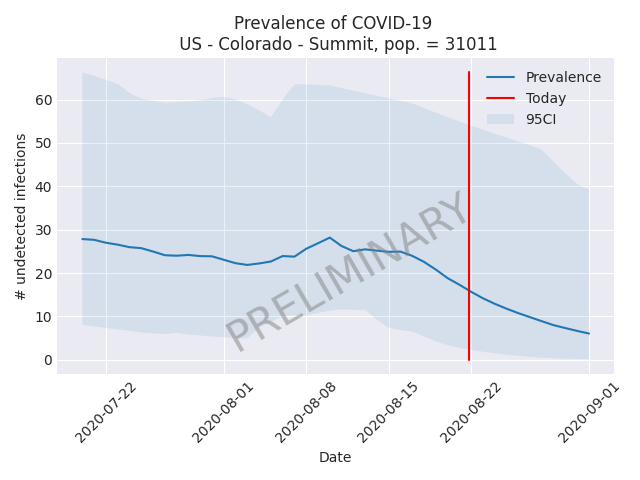 Prevalence of COVID-19
US - Colorado - Summit, pop. = 31011
Prevalence
Today
95CI
PRELIMINARY
# undetected infections
60
50
40
30
20
10
0
2020-07-22
2020-08-01
2020-08-08
2020-08-15
2020-08-22
2020-09-01
Date